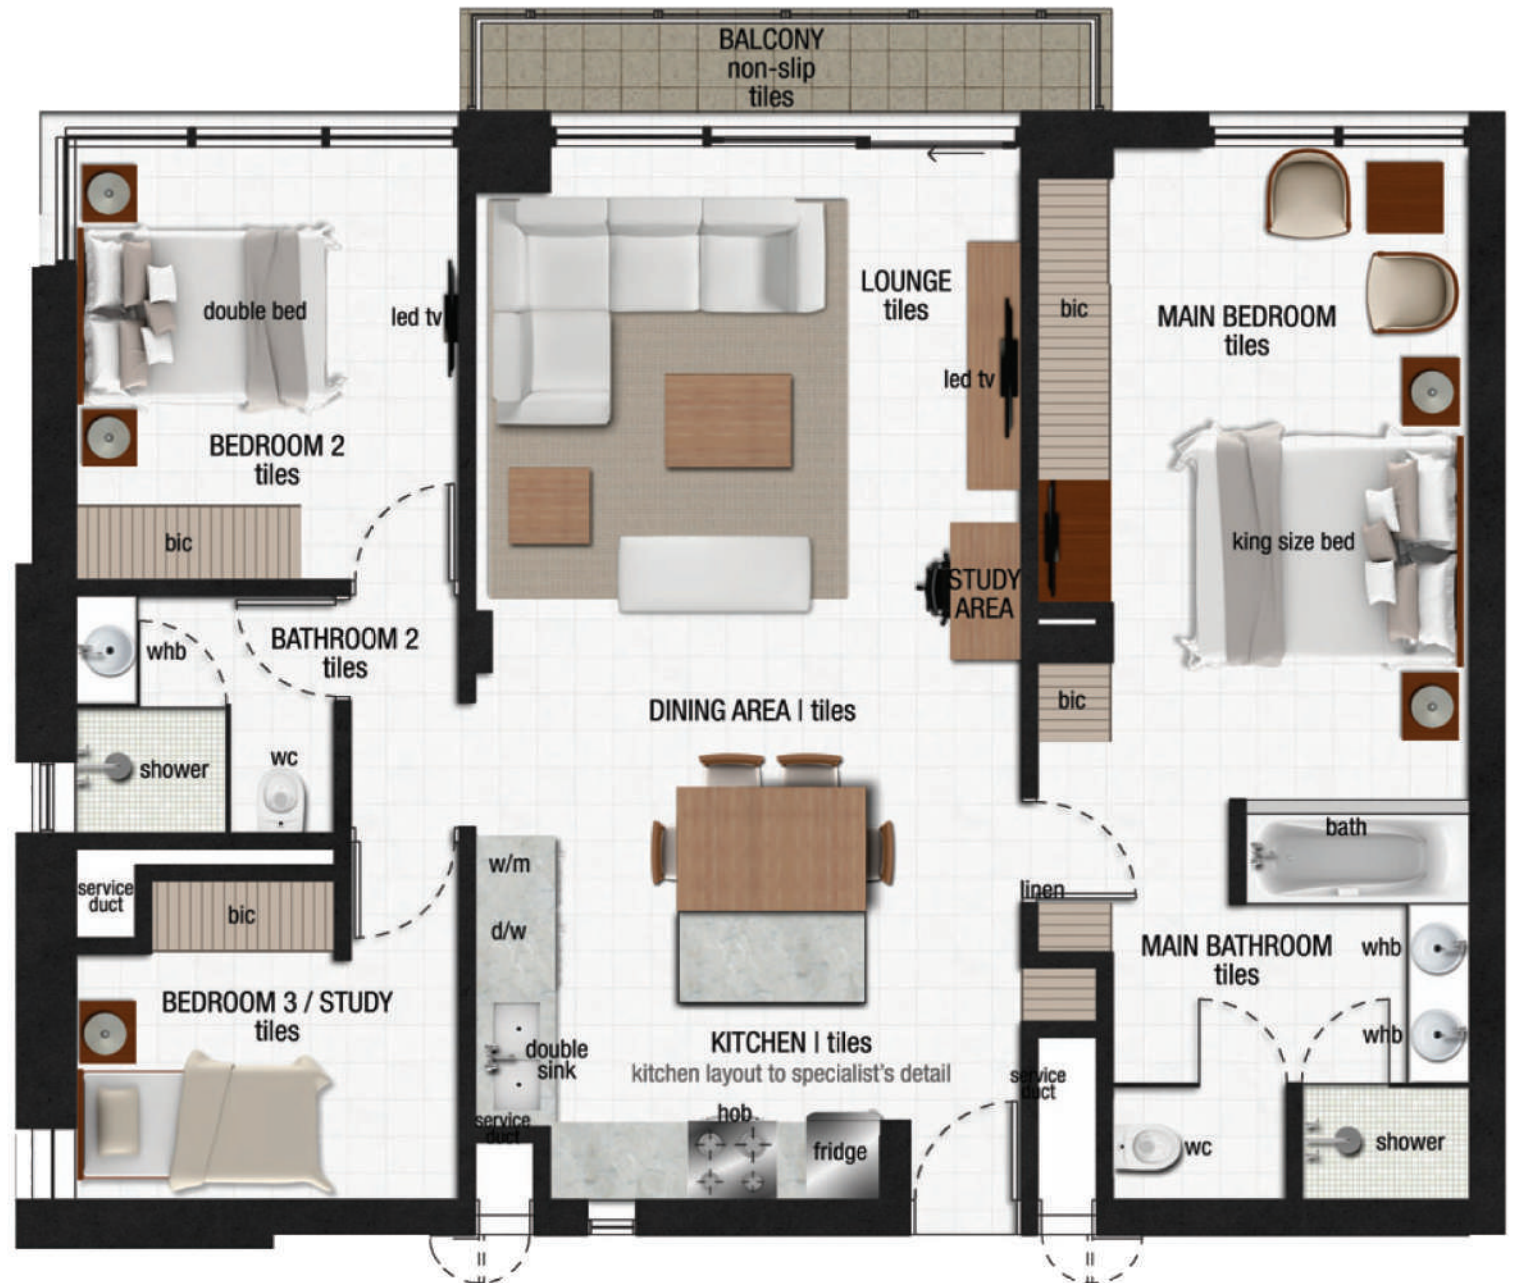 BALCONY
non-slip
tiles
LOUNGE
tiles
led tv
double bed
led tv
BEDROOM 2
tiles
bic
bic
MAIN BEDROOM
tiles
king size bed
STUDY
AREA
bic
BATHROOM 2
tiles
whb
shower
wc
DINING AREA | tiles
service
duct
bic
w/m
d/w
linen
bath
MAIN BATHROOM
tiles
whb
whb
BEDROOM 3 / STUDY
tiles
double
sink
KITCHEN | tiles
kitchen layout to specialist's detail
service
duct
service
duct
hob
fridge
wc
shower